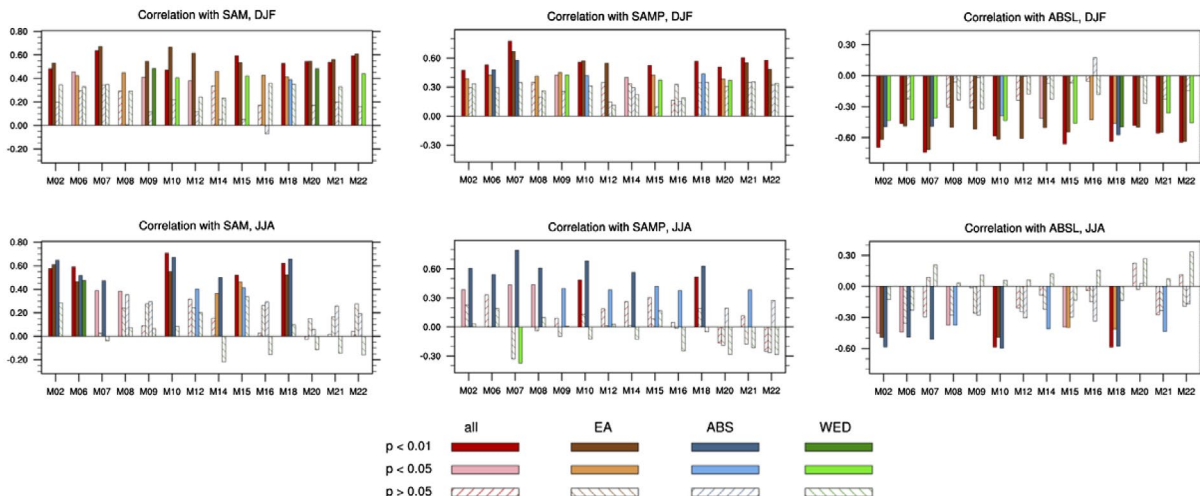 Correlation with SAM, DJF
0.80
0.60
0.40
0.20
0.00
-0.20
M02 M06 M07 M08 M09 M10 M12 M14 M15 M16 M18 M20 M21 M22
Correlation with SAMP, DJF
0.60
0.30
0.00
-0.30
M02 M06 M07 M08 M09 M10 M12 M14 M15 M16 M18 M20 M21 M22
Correlation with ABSL, DJF
0.30
0.00
-0.30
-0.60
M02 M06 M07 M08 M09 M10 M12 M14 M15 M16 M18 M20 M21 M22
Correlation with SAM, JJA
0.80
0.60
0.40
0.20
0.00
-0.20
M02 M06 M07 M08 M09 M10 M12 M14 M15 M16 M18 M20 M21 M22
Correlation with SAMP, JJA
0.60
0.30
0.00
-0.30
M02 M06 M07 M08 M09 M10 M12 M14 M15 M16 M18 M20 M21 M22
Correlation with ABSL, JJA
0.30
0.00
-0.30
-0.60
M02 M06 M07 M08 M09 M10 M12 M14 M15 M16 M18 M20 M21 M22
all EA ABS WED
p < 0.01
p < 0.05
p > 0.05